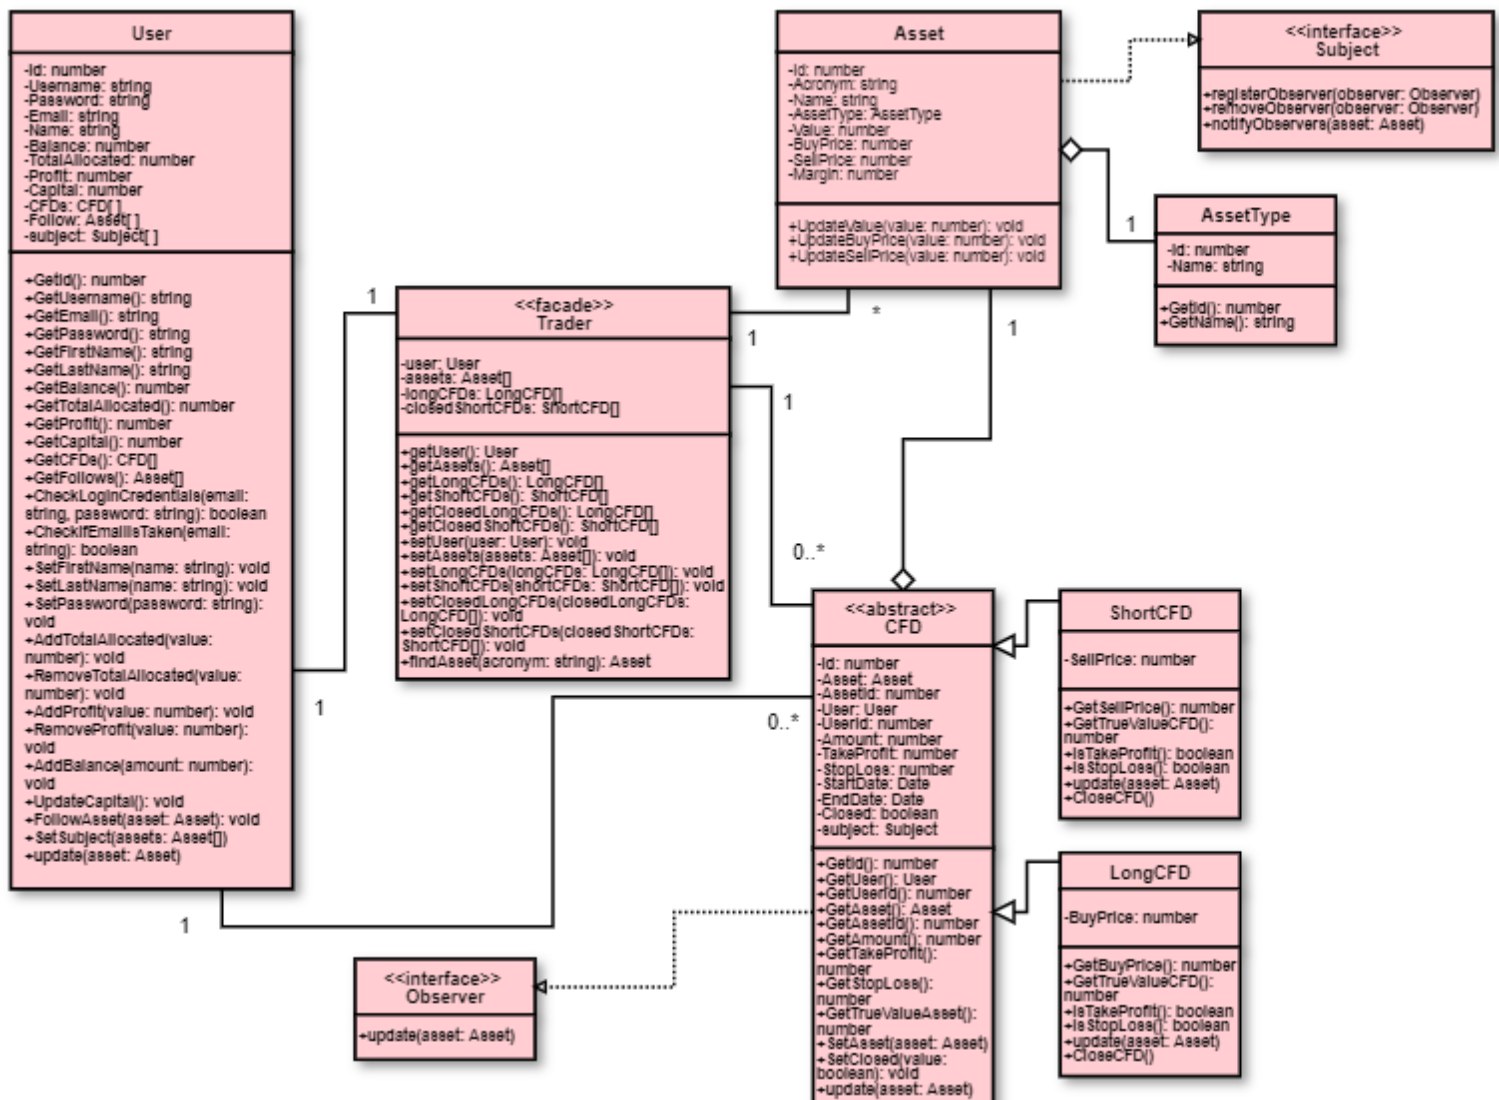 User
-Id: number
-Username: string
-Password: string
-Email: string
-Name: string
-Balance: number
-TotalAllocated: number
-Profit: number
-Capital: number
-CFDs: CFD[ ]
-Follow: Asset[ ]
-subject: Subject[ ]
+GetId(): number
+GetUsername(): string
+GetEmail(): string
+GetPassword(): string
+GetFirstName(): string
+GetLastName(): string
+GetBalance(): number
+GetTotalAllocated(): number
+GetProfit(): number
+GetCapital(): number
+GetCFDs(): CFD[]
+GetFollows(): Asset[]
+CheckLoginCredentials(email:
string, password: string): boolean
+CheckIfEmailIsTaken(email:
string): boolean
+SetFirstName(name: string): void
+SetLastName(name: string): void
+SetPassword(password: string):
void
+AddTotalAllocated(value:
number): void
+RemoveTotalAllocated(value:
number): void
+AddProfit(value: number): void
+RemoveProfit(value: number):
void
+AddBalance(amount: number):
void
+UpdateCapital(): void
+FollowAsset(asset: Asset): void
+SetSubject(assets: Asset[])
+update(asset: Asset)
1
1
1
<<facade>>
Trader
-user: User
-assets: Asset[]
-longCFDs: LongCFD[]
-closedShortCFDs: ShortCFD[]
+getUser(): User
+getAssets(): Asset[]
+getLongCFDs(): LongCFD[]
+getShortCFDs(): ShortCFD[]
+getClosedLongCFDs(): LongCFD[]
+getClosedShortCFDs(): ShortCFD[]
+setUser(user: User): void
+setAssets(assets: Asset[]): void
+setLongCFDs(longCFDs: LongCFD[]): void
+setShortCFDs(shortCFDs: ShortCFD[]): void
+setClosedLongCFDs(closedLongCFDs:
LongCFD[]): void
+setClosedShortCFDs(closedShortCFDs:
ShortCFD[]): void
+findAsset(acronym: string): Asset
1
*
1
1
0..*
0..*
Asset
-Id: number
-Acronym: string
-Name: string
-AssetType: AssetType
-Value: number
-BuyPrice: number
-SellPrice: number
-Margin: number
+UpdateValue(value: number): void
+UpdateBuyPrice(value: number): void
+UpdateSellPrice(value: number): void
<<interface>>
Subject
+registerObserver(observer: Observer)
+removeObserver(observer: Observer)
+notifyObservers(asset: Asset)
1
AssetType
-Id: number
-Name: string
+GetId(): number
+GetName(): string
<<abstract>>
CFD
-Id: number
-Asset: Asset
-AssetId: number
-User: User
-UserId: number
-Amount: number
-TakeProfit: number
-StopLoss: number
-StartDate: Date
-EndDate: Date
-Closed: boolean
-subject: Subject
+GetId(): number
+GetUser(): User
+GetUserId(): number
+GetAsset(): Asset
+GetAssetId(): number
+GetAmount(): number
+GetTakeProfit():
number
+GetStopLoss():
number
+GetTrueValueAsset():
number
+SetAsset(asset: Asset)
+SetClosed(value:
boolean): void
+update(asset: Asset)
ShortCFD
-SellPrice: number
+GetSellPrice(): number
+GetTrueValueCFD():
number
+IsTakeProfit(): boolean
+IsStopLoss(): boolean
+update(asset: Asset)
+CloseCFD()
LongCFD
-BuyPrice: number
+GetBuyPrice(): number
+GetTrueValueCFD():
number
+IsTakeProfit(): boolean
+IsStopLoss(): boolean
+update(asset: Asset)
+CloseCFD()
<<interface>>
Observer
+update(asset: Asset)